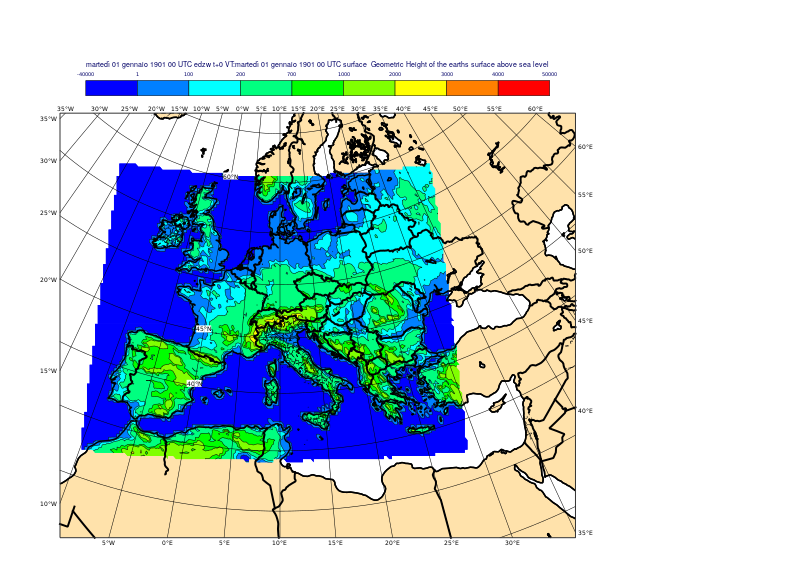 martedì 01 gennaio 1901 00 UTC edzw t+0 VT:martedì 01 gennaio 1901 00 UTC surface  Geometric Height of the earths surface above sea level
-40000 1 100 200 700 1000 2000 3000 4000 50000
35°W 30°W 25°W 20°W 15°W 10°W 5°W 0°W 5°E 10°E 15°E 20°E 25°E 30°E 35°E 40°E 45°E 50°E 55°E 60°E
35°W
60°E
30°W
60°N
55°E
25°W
50°E
20°W
45°E
45°N
15°W
40°N
40°E
10°W
35°E
5°W 0°E 5°E 10°E 15°E 20°E 25°E 30°E